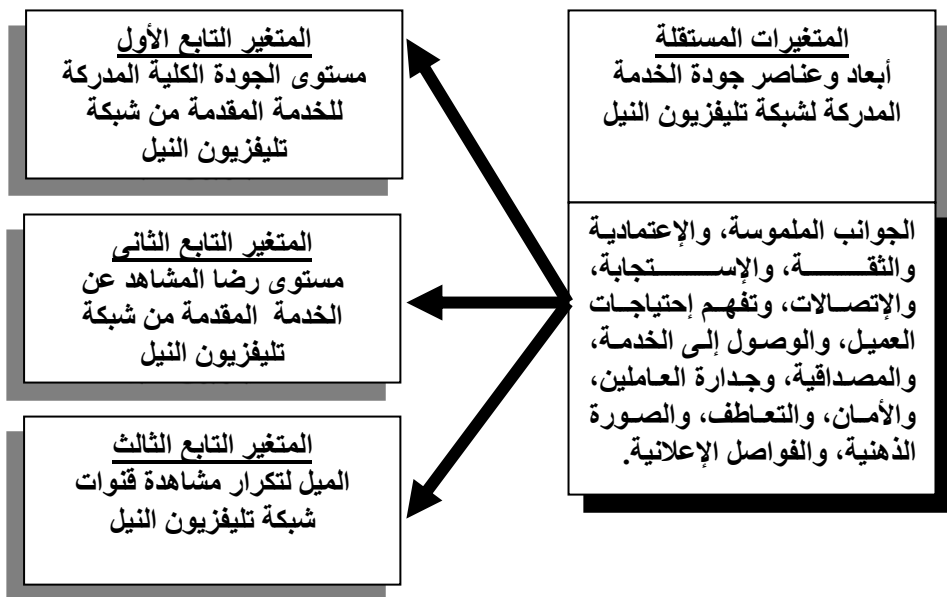 المتغيرات المستقلة
أبعاد وعناصر جودة الخدمة
المدركة لشبكة تليفزيون النيل
الجوانب الملموسة، والإعتمادية
والثقة، والإستجابة،
والإتصالات، وتفهم إحتياجات
العميل، والوصول إلى الخدمة،
والمصداقية، وجدارة العاملين،
والأمان، والتعاطف، والصورة
الذهنية، والفواصل الإعلانية.
المتغير التابع الأول
مستوى الجودة الكلية المدركة
للخدمة المقدمة من شبكة
تليفزيون النيل
المتغير التابع الثانى
مستوى رضا المشاهد عن
الخدمة المقدمة من شبكة
تليفزيون النيل
المتغير التابع الثالث
الميل لتكرار مشاهدة قنوات
شبكة تليفزيون النيل